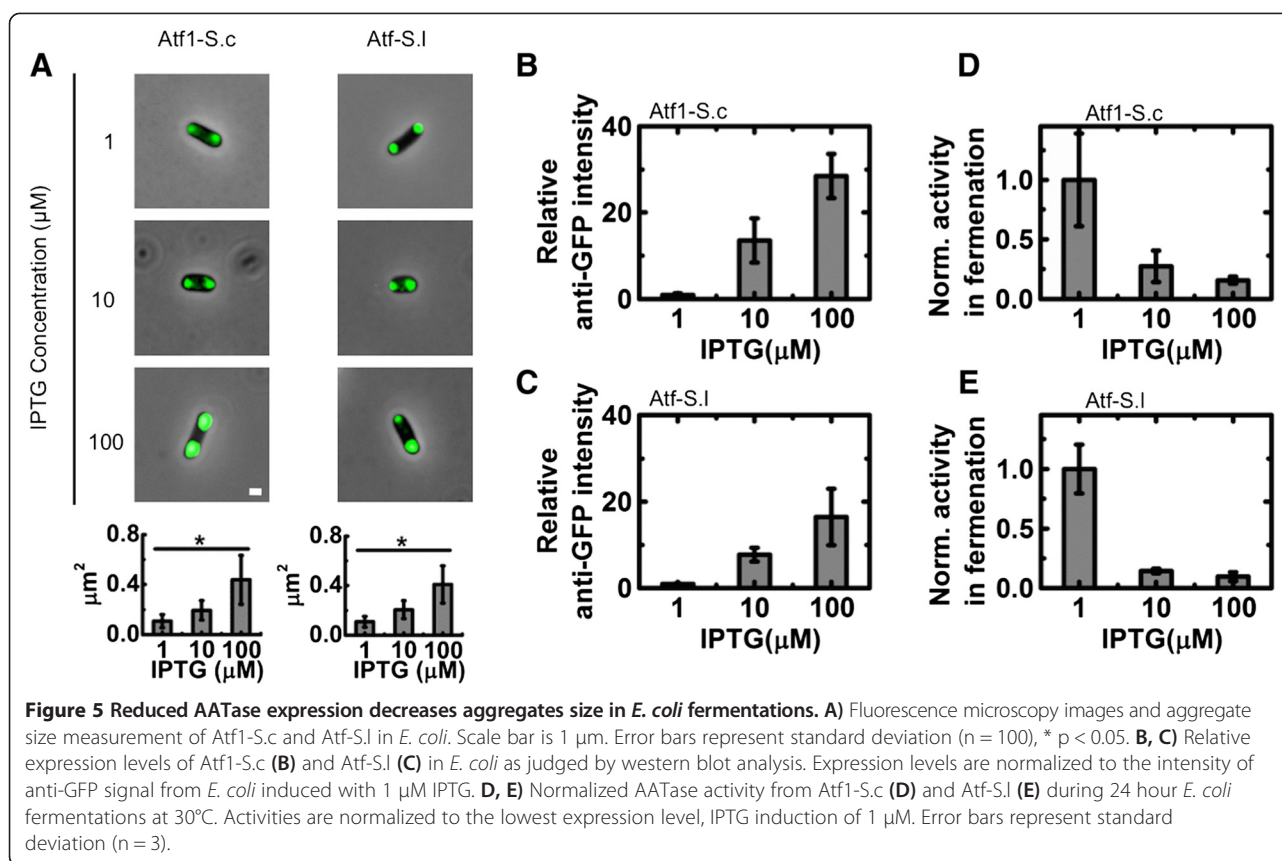 Atf1-S.c
Atf-S.l
A
IPTG Concentration (µM)
1
10
100
0.8
0.4
0.0
µm²
*
1 10 100
IPTG (µM)
0.8
0.4
0.0
µm²
*
1 10 100
IPTG (µM)
B
Atf1-S.c
Relative
anti-GFP intensity
40
20
0
1 10 100
IPTG(µM)
D
Atf1-S.c
Norm. activity
in fermenation
1.0
0.5
0.0
1 10 100
IPTG(µM)
C
Atf-S.l
Relative
anti-GFP intensity
40
20
0
1 10 100
IPTG(µM)
E
Atf-S.l
Norm. activity
in fermenation
1.0
0.5
0.0
1 10 100
IPTG(µM)
Figure 5 Reduced AATase expression decreases aggregates size in E. coli fermentations. A) Fluorescence microscopy images and aggregate
size measurement of Atf1-S.c and Atf-S.l in E. coli. Scale bar is 1 µm. Error bars represent standard deviation (n = 100), * p < 0.05. B, C) Relative
expression levels of Atf1-S.c (B) and Atf-S.l (C) in E. coli as judged by western blot analysis. Expression levels are normalized to the intensity of
anti-GFP signal from E. coli induced with 1 µM IPTG. D, E) Normalized AATase activity from Atf1-S.c (D) and Atf-S.l (E) during 24 hour E. coli
fermentations at 30°C. Activities are normalized to the lowest expression level, IPTG induction of 1 µM. Error bars represent standard
deviation (n = 3).